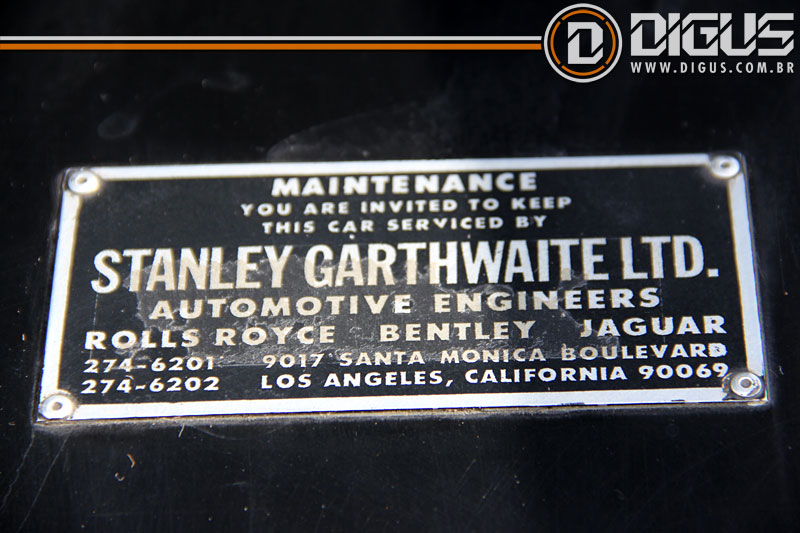 DIGUS
WWW.DIGUS.COM.BR
MAINTENANCE
YOU ARE INVITED TO KEEP
THIS CAR SERVICED BY
STANLEY GARTHWAITE LTD.
AUTOMOTIVE ENGINEERS
ROLLS ROYCE BENTLEY JAGUAR
274-6201 9017 SANTA MONICA BOULEVARD
274-6202 LOS ANGELES, CALIFORNIA 90069